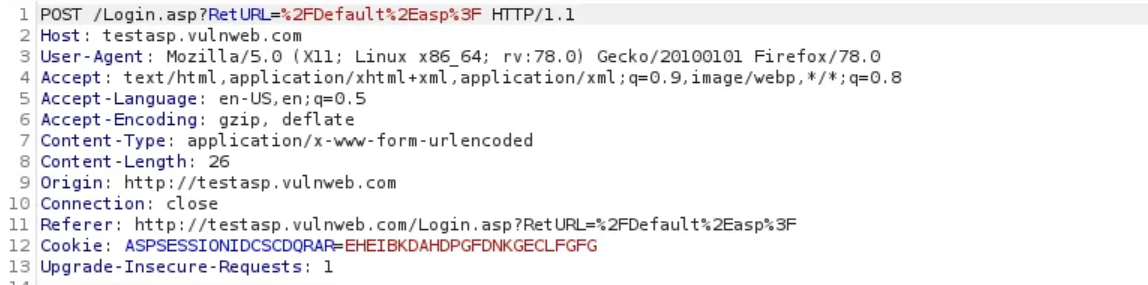 1 POST /Login.asp?RetURL=%2FDefault%2Easp%3F HTTP/1.1
2 Host: testasp.vulnweb.com
3 User-Agent: Mozilla/5.0 (X11; Linux x86_64; rv:78.0) Gecko/20100101 Firefox/78.0
4 Accept: text/html,application/xhtml+xml,application/xml;q=0.9,image/webp,*/*;q=0.8
5 Accept-Language: en-US,en;q=0.5
6 Accept-Encoding: gzip, deflate
7 Content-Type: application/x-www-form-urlencoded
8 Content-Length: 26
9 Origin: http://testasp.vulnweb.com
10 Connection: close
11 Referer: http://testasp.vulnweb.com/Login.asp?RetURL=%2FDefault%2Easp%3F
12 Cookie: ASPSESSIONIDCSCDQRAR=EHEIBKDAHDPGFDNKGECLFGFG
13 Upgrade-Insecure-Requests: 1